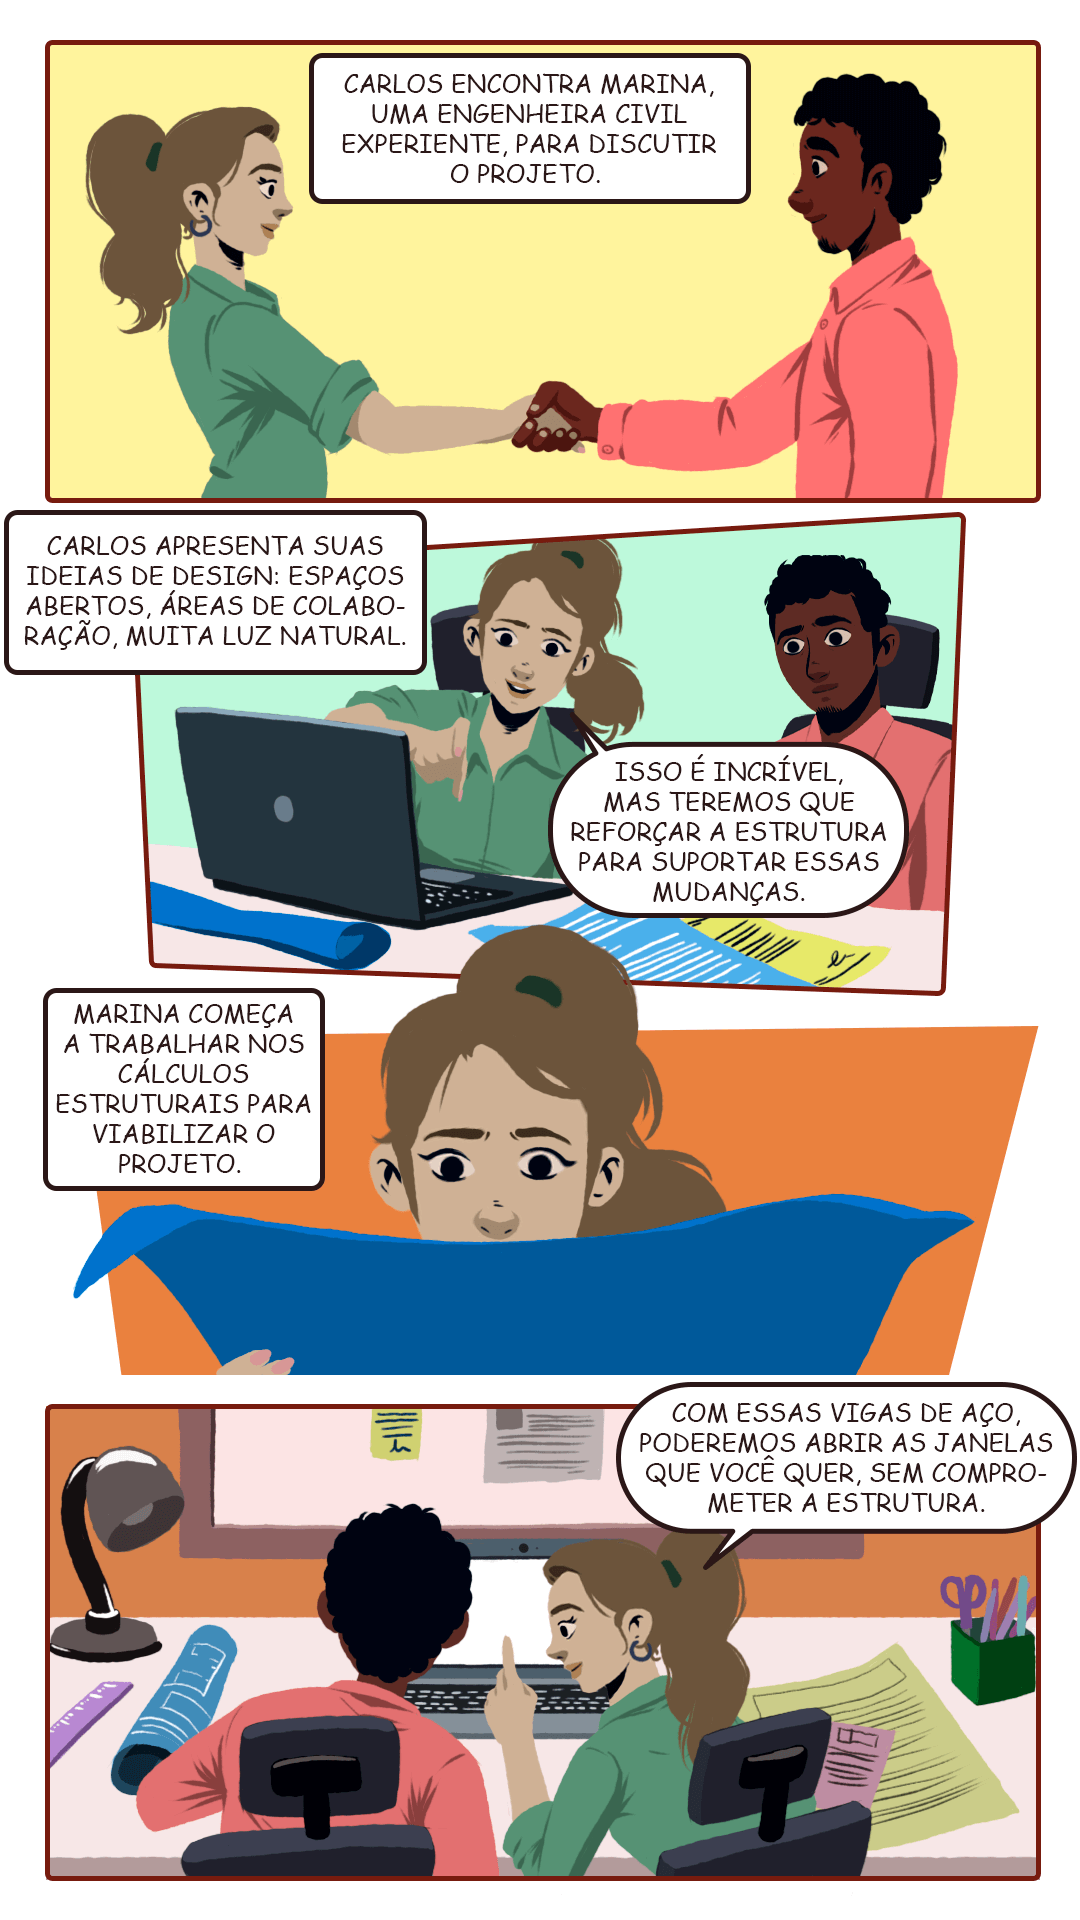 CARLOS ENCONTRA MARINA,
UMA ENGENHEIRA CIVIL
EXPERIENTE, PARA DISCUTIR
O PROJETO.
CARLOS APRESENTA SUAS
IDEIAS DE DESIGN: ESPAÇOS
ABERTOS, ÁREAS DE COLABO-
RAÇÃO, MUITA LUZ NATURAL.
ISSO É INCRÍVEL,
MAS TEREMOS QUE
REFORÇAR A ESTRUTURA
PARA SUPORTAR ESSAS
MUDANÇAS.
MARINA COMEÇA
A TRABALHAR NOS
CÁLCULOS
ESTRUTURAIS PARA
VIABILIZAR O
PROJETO.
COM ESSAS VIGAS DE AÇO,
PODEREMOS ABRIR AS JANELAS
QUE VOCÊ QUER, SEM COMPRO-
METER A ESTRUTURA.